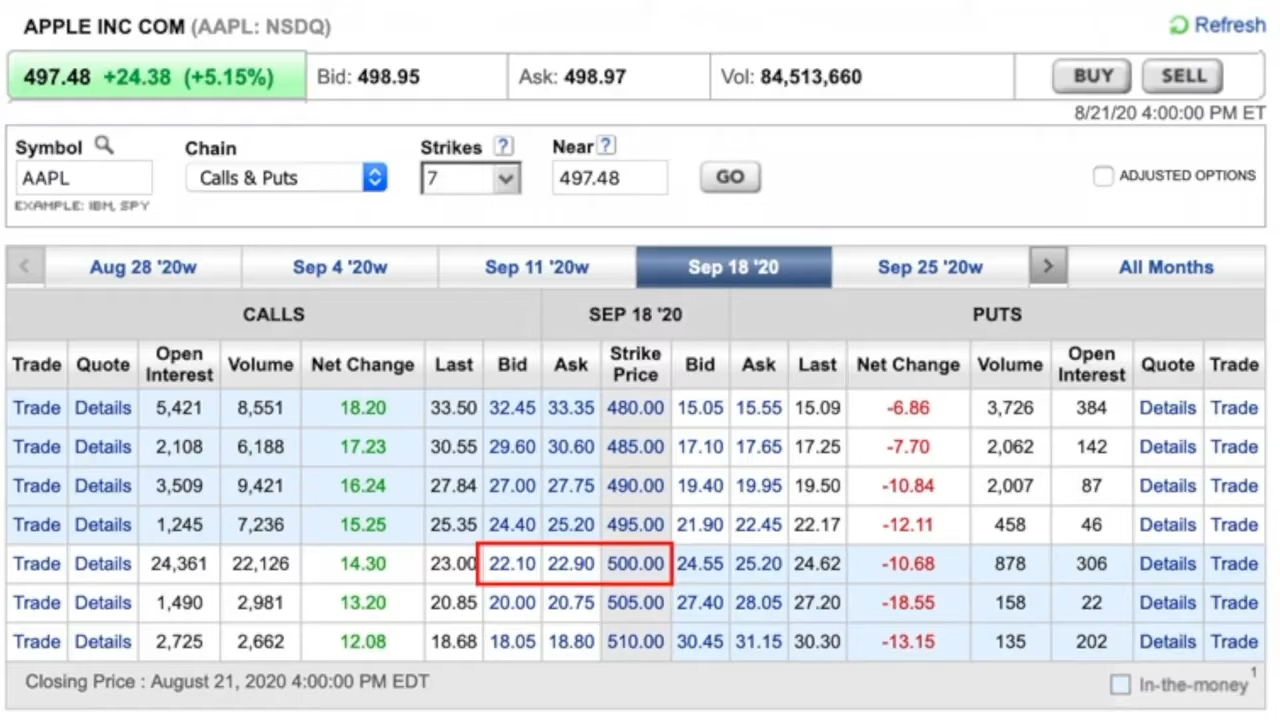 APPLE INC COM (AAPL: NSDQ) Refresh
497.48 +24.38 (+5.15%) Bid: 498.95 Ask: 498.97 Vol: 84,513,660 BUY SELL
8/21/20 4:00:00 PM ET
Symbol Chain Strikes ? Near ?
AAPL Calls & Puts 7 497.48 GO ADJUSTED OPTIONS
EXAMPLE: IBM, SPY
< Aug 28 '20w Sep 4 '20w Sep 11 '20w Sep 18 '20 Sep 25 '20w > All Months
CALLS SEP 18 '20 PUTS
Trade Quote Open Interest Volume Net Change Last Bid Ask Strike Price Bid Ask Last Net Change Volume Open Interest Quote Trade
Trade Details 5,421 8,551 18.20 33.50 32.45 33.35 480.00 15.05 15.55 15.09 -6.86 3,726 384 Details Trade
Trade Details 2,108 6,188 17.23 30.55 29.60 30.60 485.00 17.10 17.65 17.25 -7.70 2,062 142 Details Trade
Trade Details 3,509 9,421 16.24 27.84 27.00 27.75 490.00 19.40 19.95 19.50 -10.84 2,007 87 Details Trade
Trade Details 1,245 7,236 15.25 25.35 24.40 25.20 495.00 21.90 22.45 22.17 -12.11 458 46 Details Trade
Trade Details 24,361 22,126 14.30 23.00 22.10 22.90 500.00 24.55 25.20 24.62 -10.68 878 306 Details Trade
Trade Details 1,490 2,981 13.20 20.85 20.00 20.75 505.00 27.40 28.05 27.20 -18.55 158 22 Details Trade
Trade Details 2,725 2,662 12.08 18.68 18.05 18.80 510.00 30.45 31.15 30.30 -13.15 135 202 Details Trade
Closing Price : August 21, 2020 4:00:00 PM EDT In-the-money 1